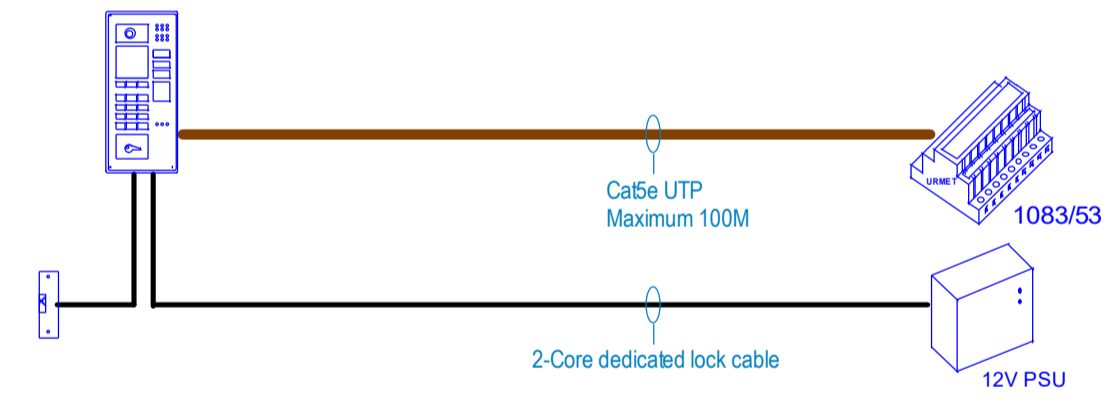 Cat5e UTP
Maximum 100M
URMET
1083/53
2-Core dedicated lock cable
12V PSU